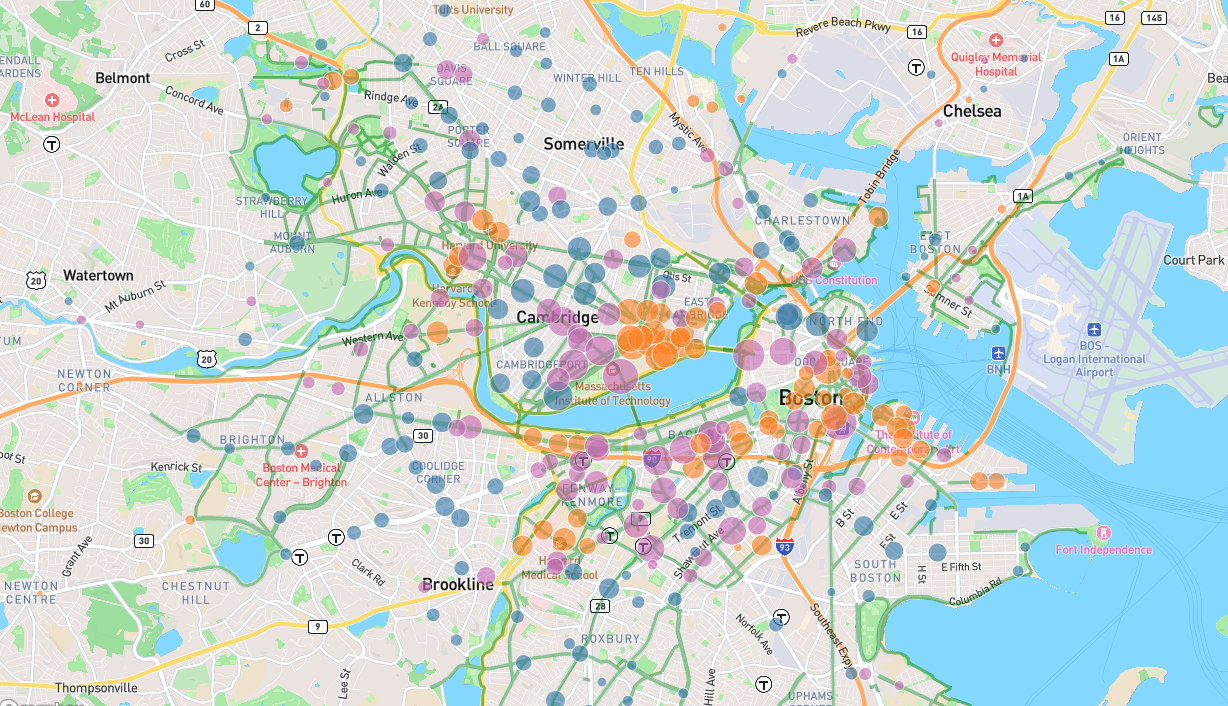 60
2
Tufts University
Revere Beach Pkwy
16
16
145
BALL SQUARE
Cross St
Belmont
DAVIS
SQUARE
WINTER HILL
TEN HILLS
Quigley Memorial
Hospital
1A
McLean Hospital
Concord Ave
Rindge Ave
2A
T
Chelsea
T
PORTER
SQUARE
Somerville
Mystic Ave
ORIENT
HEIGHTS
Walden St
Tobin Bridge
Huron Ave
1A
STRAWBERRY
HILL
MOUNT
AUBURN
CHARLESTOWN
EAST
BOSTON
Court Park
Harvard University
20
Watertown
Otis St
USS Constitution
Harvard
Kennedy School
Mt Auburn St
EAST
CAMBRIDGE
Sumner St
Cambridge
NORTH END
Western Ave
BOS -
Logan International
Airport
20
BNH
CAMBRIDGEPORT
NEWTON
CORNER
Massachusetts
Institute of Technology
ALLSTON
Boston
30
BRIGHTON
The Institute of
Contemporary Art
90
T
T
Kenrick St
Boston Medical
Center – Brighton
COOLIDGE
CORNER
Albany St
FENWAY-
KENMORE
Boston College
Newton Campus
9
Tremont St
B St
E St
30
T
T
T
T
Shawmut Ave
93
F St
Fort Independence
Grant Ave
Clark Rd
Harvard
Medical School
SOUTH
BOSTON
H St
E Fifth St
Columbia Rd
NEWTON
CENTRE
CHESTNUT
HILL
Brookline
28
9
T
Norfolk Ave
Southeast Expy
ROXBURY
Thompsonville
Lee St
Hill Ave
T
UPHAMS